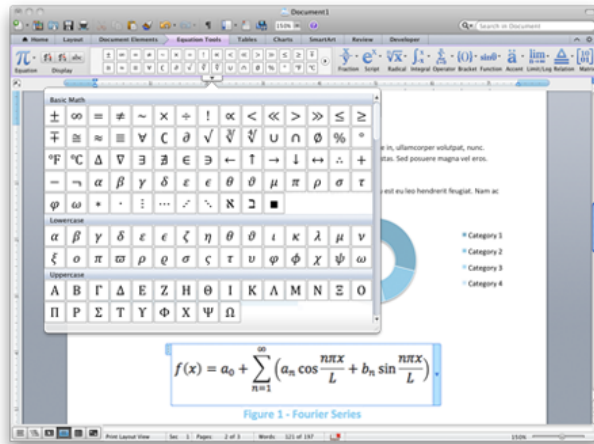 Document1
150%
Search in Document
Home Layout Document Elements Equation Tools Tables Charts SmartArt Review Developer
Equation Display Fraction Script Radical Integral Operator Bracket Function Accent Limit/Log Relation Matrix
Basic Math
± ∞ = ≠ ~ × ÷ ! ∝ < ≪ > ≫ ≤ ≥
∓ ≅ ≈ ≡ ∀ ∁ ∂ √ ∛ ∜ ∪ ∩ ∅ % °
°F °C Δ ∇ ∃ ∄ ∈ ∋ ← ↑ → ↓ ↔ ∴ +
− ¬ α β γ δ ε ϵ θ ϑ μ π ρ σ τ
φ ω * ∙ ⋮ ⋯ ⋰ ⋱ ℵ ℶ ■
Lowercase
α β γ δ ε ϵ ζ η θ ϑ ι κ λ μ ν
ξ ο π ϖ ρ ϱ σ ς τ υ φ ϕ χ ψ ω
Uppercase
Α Β Γ Δ Ε Ζ Η Θ Ι Κ Λ Μ Ν Ξ Ο
Π Ρ Σ Τ Υ Φ Χ Ψ Ω
in, ullamcorper volutpat, nunc.
Sed posuere magna vel eros.
est eu leo hendrerit feugiat. Nam ac
Category 1
Category 2
Category 3
Category 4
f(x) = a₀ + ∑ₙ₌₁^∞ (aₙ cos nπx/L + bₙ sin nπx/L)
Figure 1 - Fourier Series
Print Layout View Sec 1 Pages: 2 of 3 Words: 121 of 197 150%